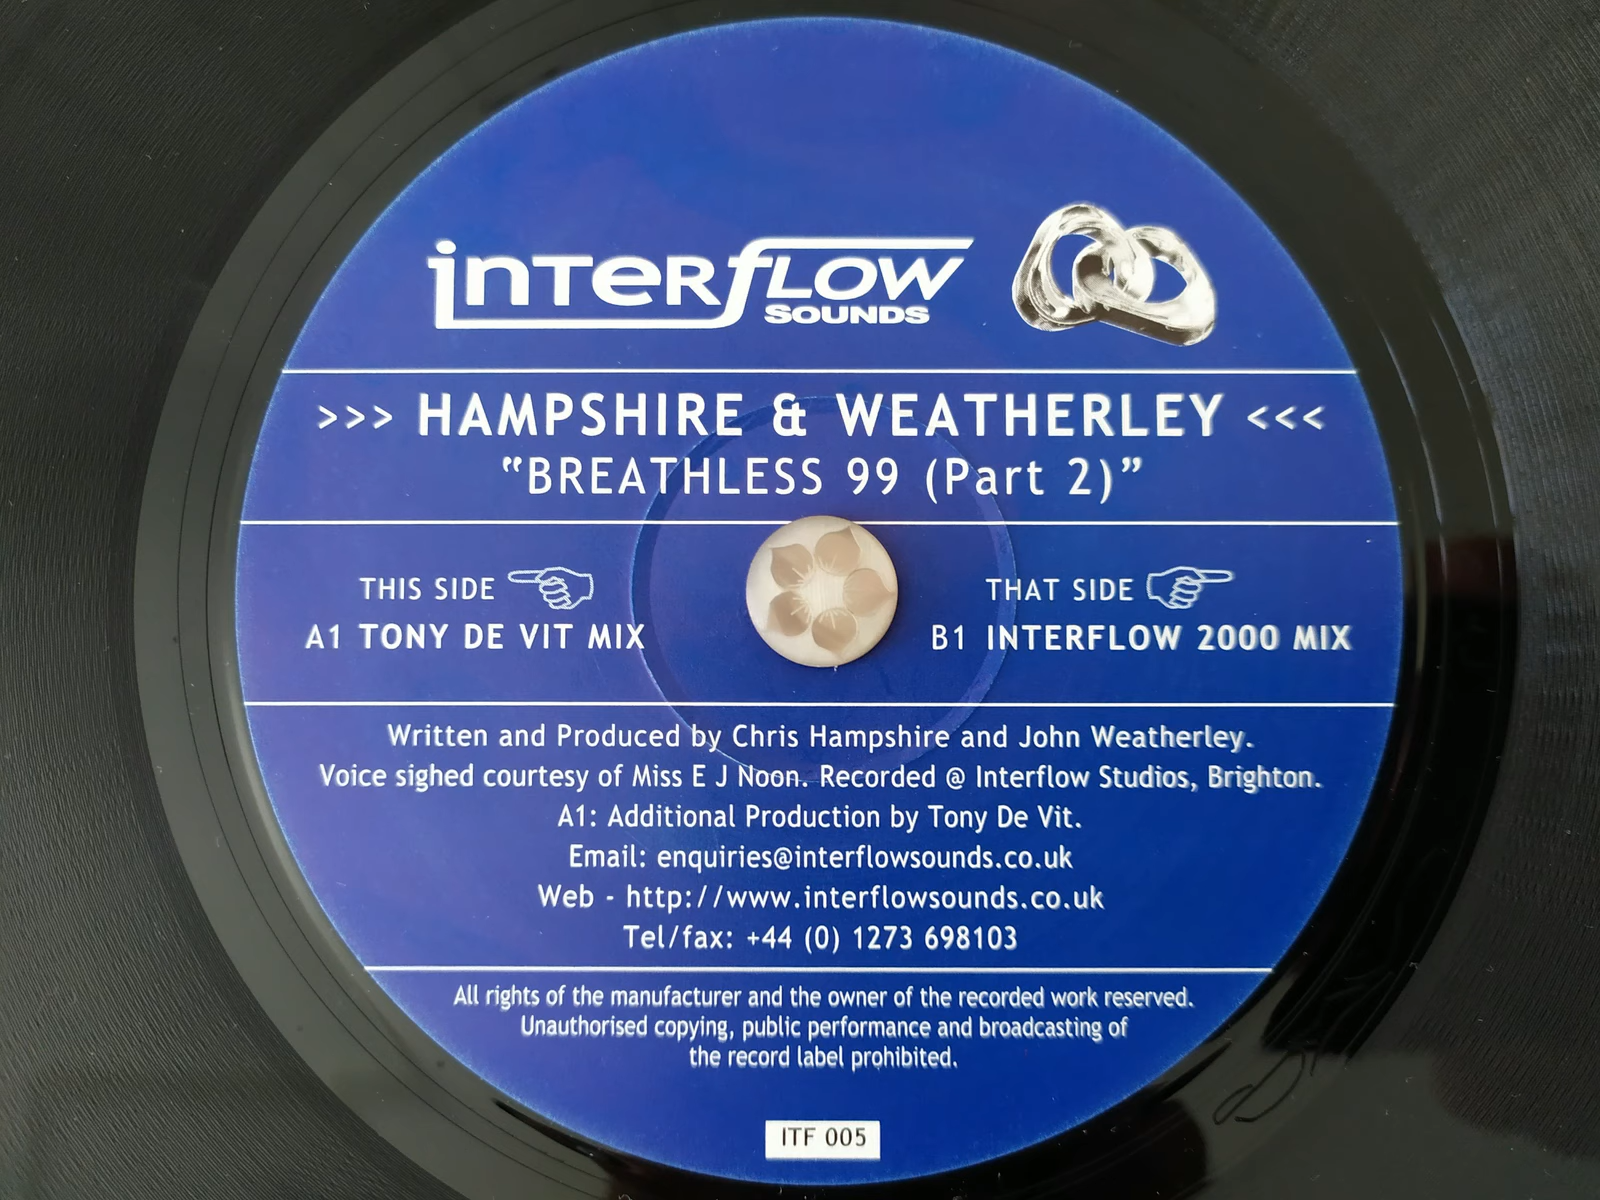 interflow
SOUNDS
>>> HAMPSHIRE & WEATHERLEY <<<
“BREATHLESS 99 (Part 2)”
THIS SIDE
A1 TONY DE VIT MIX
THAT SIDE
B1 INTERFLOW 2000 MIX
Written and Produced by Chris Hampshire and John Weatherley.
Voice sighed courtesy of Miss E J Noon. Recorded @ Interflow Studios, Brighton.
A1: Additional Production by Tony De Vit.
Email: enquiries@interflowsounds.co.uk
Web - http://www.interflowsounds.co.uk
Tel/fax: +44 (0) 1273 698103
All rights of the manufacturer and the owner of the recorded work reserved.
Unauthorised copying, public performance and broadcasting of
the record label prohibited.
ITF 005